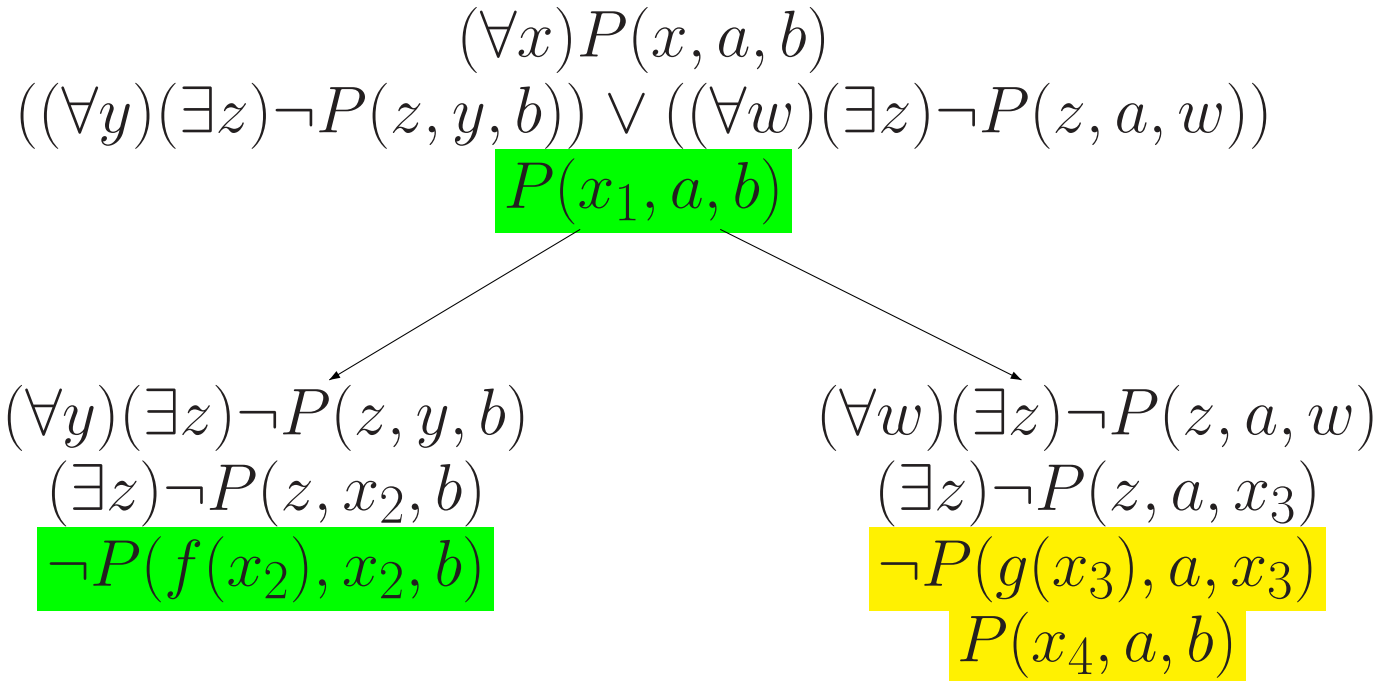 (∀x)P(x, a, b)
((∀y)(∃z)¬P(z, y, b)) ∨ ((∀w)(∃z)¬P(z, a, w))
P(x₁, a, b)
(∀y)(∃z)¬P(z, y, b)
(∃z)¬P(z, x₂, b)
¬P(f(x₂), x₂, b)
(∀w)(∃z)¬P(z, a, w)
(∃z)¬P(z, a, x₃)
¬P(g(x₃), a, x₃)
P(x₄, a, b)